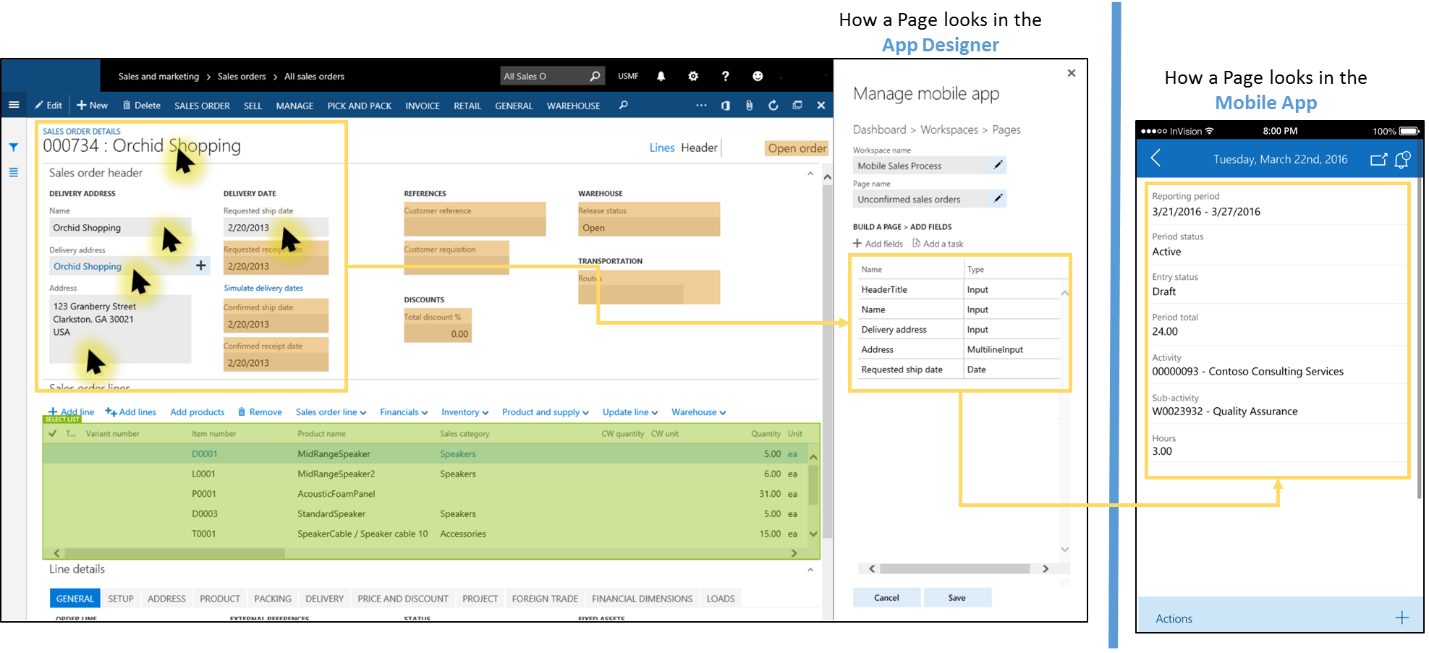 How a Page looks in the
App Designer
How a Page looks in the
Mobile App
Sales and marketing > Sales orders > All sales orders
All Sales O
USMF
Edit
New
Delete
SALES ORDER
SELL
MANAGE
PICK AND PACK
INVOICE
RETAIL
GENERAL
WAREHOUSE
SALES ORDER DETAILS
000734 : Orchid Shopping
Lines Header
Open order
Sales order header
DELIVERY ADDRESS
Name
Orchid Shopping
Delivery address
Orchid Shopping
Address
123 Granberry Street
Clarkston, GA 30021
USA
DELIVERY DATE
Requested ship date
2/20/2013
Requested receipt date
2/20/2013
Simulate delivery dates
Confirmed ship date
2/20/2013
Confirmed receipt date
2/20/2013
REFERENCES
Customer reference
Customer requisition
DISCOUNTS
Total discount %
0.00
WAREHOUSE
Release status
Open
TRANSPORTATION
Route
Sales order lines
Add line
Add lines
Add products
Remove
Sales order line
Financials
Inventory
Product and supply
Update line
Warehouse
SELECT LIST
T... Variant number Item number Product name Sales category CW quantity CW unit Quantity Unit
D0001 MidRangeSpeaker Speakers 5.00 ea
L0001 MidRangeSpeaker2 Speakers 6.00 ea
P0001 AcousticFoamPanel 31.00 ea
D0003 StandardSpeaker Speakers 5.00 ea
T0001 SpeakerCable / Speaker cable 10 Accessories 15.00 ea
Line details
GENERAL
SETUP
ADDRESS
PRODUCT
PACKING
DELIVERY
PRICE AND DISCOUNT
PROJECT
FOREIGN TRADE
FINANCIAL DIMENSIONS
LOADS
ORDER LINE
EXTERNAL REFERENCES
STATUS
FIXED ASSETS
Manage mobile app
Dashboard > Workspaces > Pages
Workspace name
Mobile Sales Process
Page name
Unconfirmed sales orders
BUILD A PAGE > ADD FIELDS
Add fields
Add a task
Name Type
HeaderTitle Input
Name Input
Delivery address Input
Address MultilineInput
Requested ship date Date
Cancel
Save
InVision 8:00 PM 100%
Tuesday, March 22nd, 2016
Reporting period
3/21/2016 - 3/27/2016
Period status
Active
Entry status
Draft
Period total
24.00
Activity
00000093 - Contoso Consulting Services
Sub-activity
W0023932 - Quality Assurance
Hours
3.00
Actions